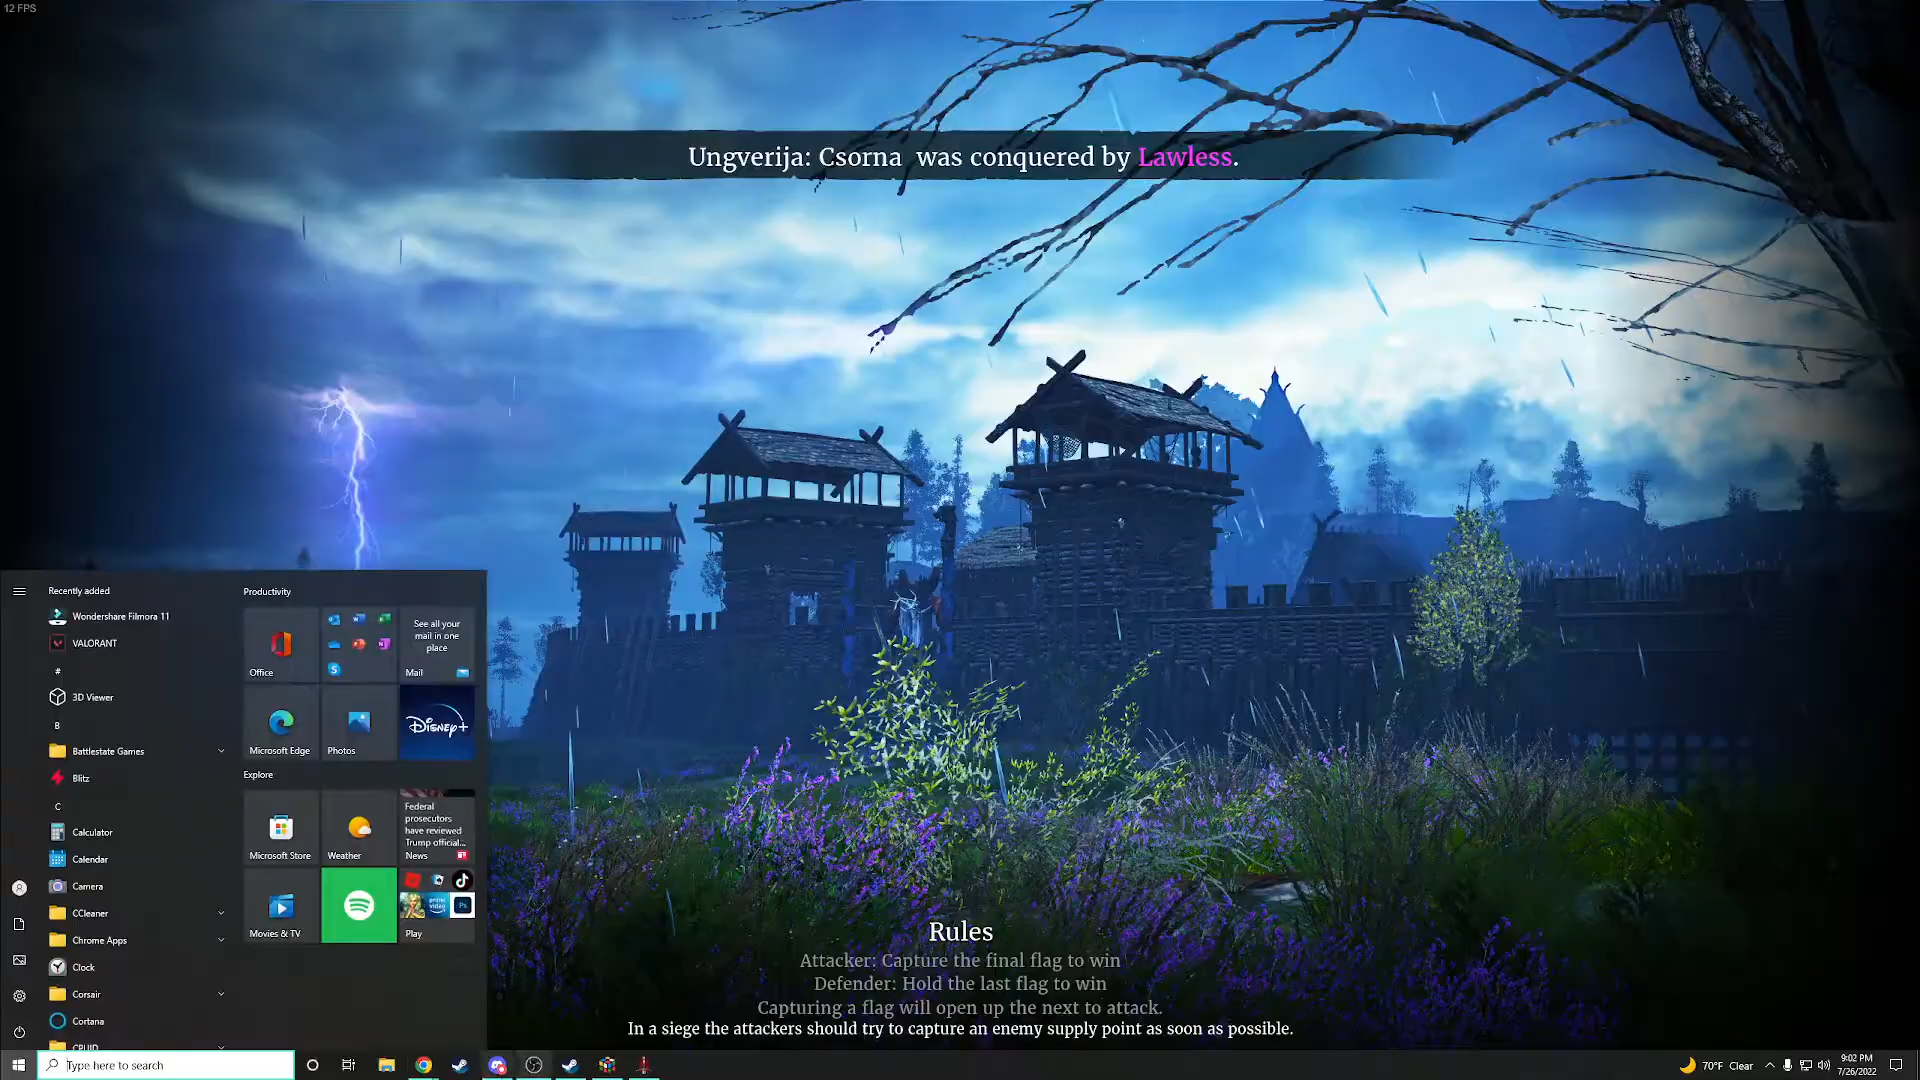 12 FPS
Ungverija: Csorna was conquered by Lawless.
Recently added
Wondershare Filmora 11
VALORANT
#
3D Viewer
B
Battlestate Games
Blitz
C
Calculator
Calendar
Camera
CCleaner
Chrome Apps
Clock
Corsair
Cortana
CPUID
Productivity
Office
See all your
mail in one
place
Mail
Microsoft Edge
Photos
Disney+
Explore
Microsoft Store
Weather
Federal
prosecutors
have reviewed
Trump official...
News
Movies & TV
prime video
Ps
Play
Rules
Attacker: Capture the final flag to win
Defender: Hold the last flag to win
Capturing a flag will open up the next to attack.
In a siege the attackers should try to capture an enemy supply point as soon as possible.
Type here to search
70°F Clear
9:02 PM
7/26/2022